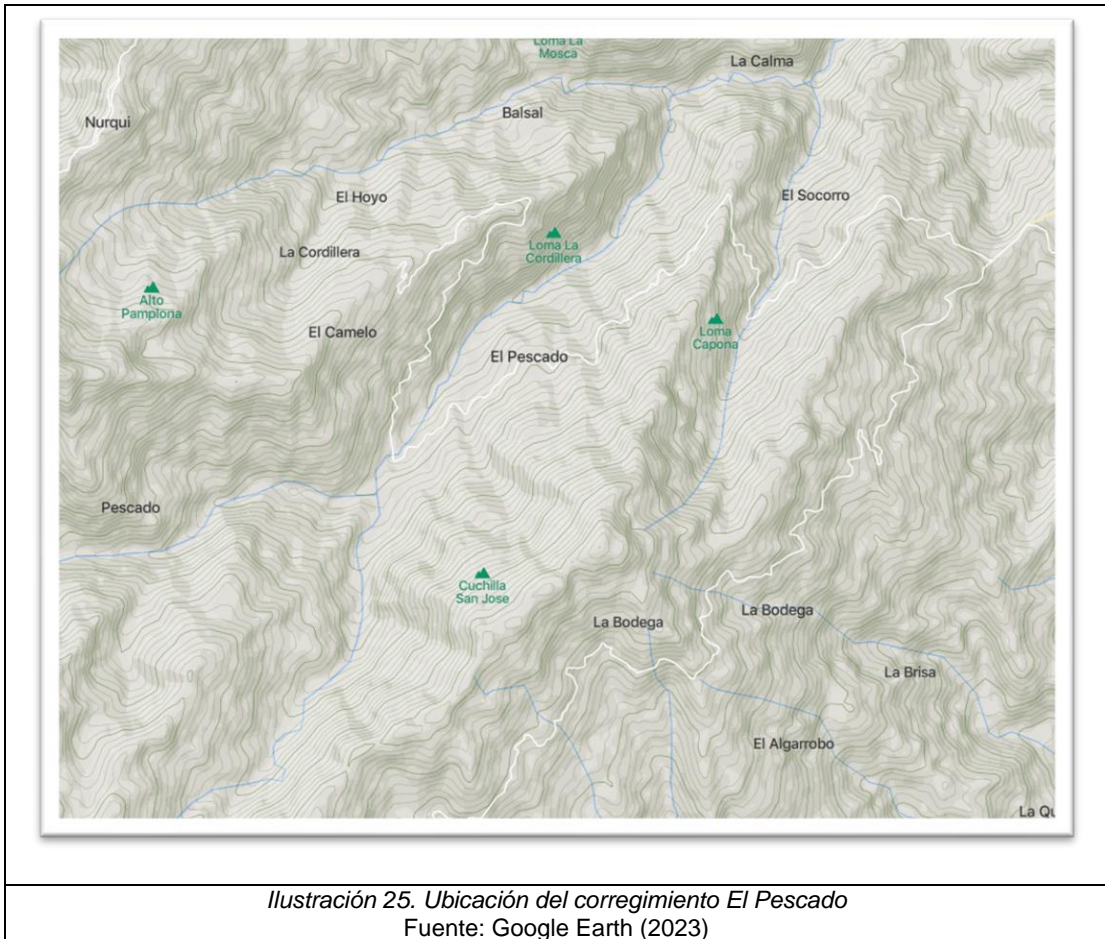 Loma La
Mosca
La Calma
Nurqui
Balsal
El Hoyo
El Socorro
La Cordillera
Loma La
Cordillera
Alto
Pamplona
El Camelo
Loma
Capona
El Pescado
Pescado
Cuchilla
San Jose
La Bodega
La Bodega
La Brisa
El Algarrobo
Ilustración 25. Ubicación del corregimiento El Pescado
Fuente: Google Earth (2023)